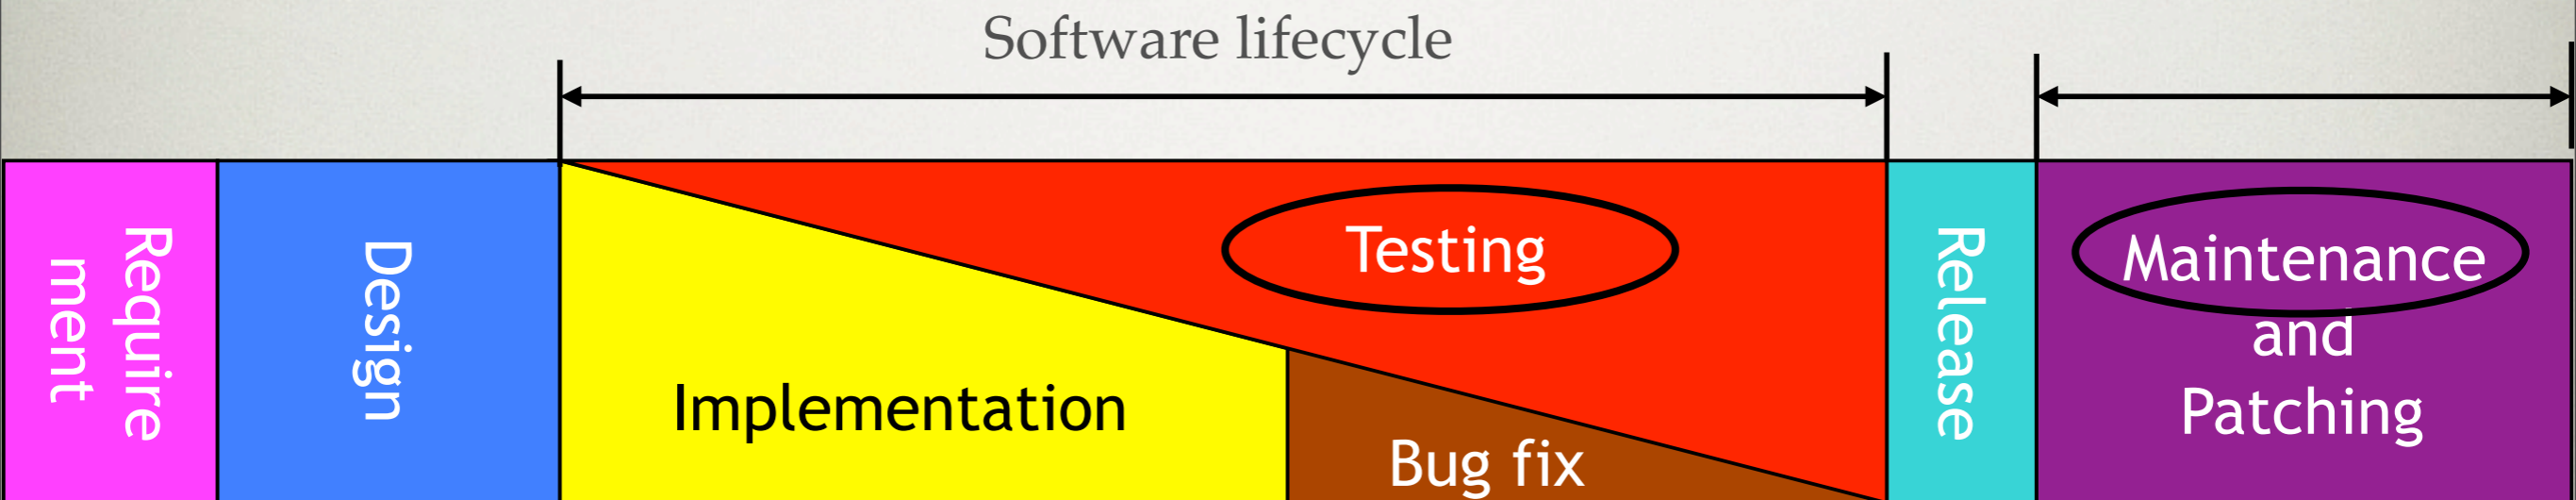 Software lifecycle
Require
ment
Design
Implementation
Testing
Bug fix
Release
Maintenance
and
Patching